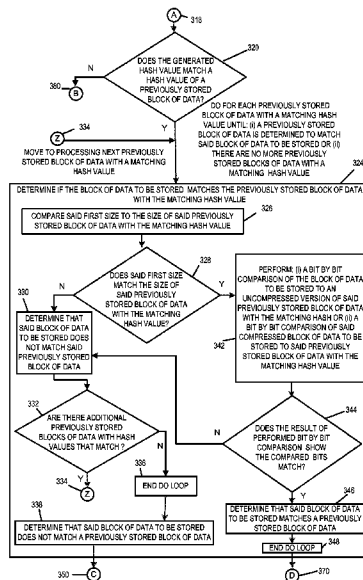 A
318
320
DOES THE GENERATED
HASH VALUE MATCH A
HASH VALUE OF A
PREVIOUSLY STORED
BLOCK OF DATA?
N
360
B
Y
DO FOR EACH PREVIOUSLY STORED
BLOCK OF DATA WITH A MATCHING
HASH VALUE UNTIL: (i) A PREVIOUSLY STORED
BLOCK OF DATA IS DETERMINED TO MATCH
SAID BLOCK OF DATA TO BE STORED OR (ii)
THERE ARE NO MORE PREVIOUSLY
STORED BLOCKS OF DATA WITH A
MATCHING HASH VALUE
334
Z
MOVE TO PROCESSING NEXT PREVIOUSLY
STORED BLOCK OF DATA WITH A MATCHING
HASH VALUE
324
DETERMINE IF THE BLOCK OF DATA TO BE STORED MATCHES THE PREVIOUSLY STORED BLOCK OF DATA
WITH THE MATCHING HASH VALUE
326
COMPARE SAID FIRST SIZE TO THE SIZE OF SAID PREVIOUSLY
STORED BLOCK OF DATA WITH THE MATCHING HASH VALUE
328
DOES SAID FIRST SIZE
MATCH THE SIZE OF
SAID PREVIOUSLY
STORED BLOCK OF DATA
WITH THE MATCHING
HASH VALUE?
N
Y
330
DETERMINE THAT
SAID BLOCK OF DATA
TO BE STORED DOES
NOT MATCH SAID
PREVIOUSLY STORED
BLOCK OF DATA
PERFORM: (i) A BIT BY BIT
COMPARISON OF THE BLOCK OF DATA
TO BE STORED TO AN
UNCOMPRESSED VERSION OF SAID
PREVIOUSLY STORED BLOCK OF DATA
WITH THE MATCHING HASH OR (ii) A
BIT BY BIT COMPARISON OF SAID
COMPRESSED BLOCK OF DATA TO BE
STORED TO SAID PREVIOUSLY
STORED BLOCK OF DATA WITH THE
MATCHING HASH VALUE
342
332
ARE THERE ADDITIONAL
PREVIOUSLY STORED
BLOCKS OF DATA WITH HASH
VALUES THAT MATCH?
N
Y
334
Z
336
END DO LOOP
344
DOES THE RESULT OF
PERFORMED BIT BY BIT
COMPARISON SHOW
THE COMPARED BITS
MATCH?
N
Y
338
DETERMINE THAT SAID BLOCK OF DATA TO BE STORED
DOES NOT MATCH A PREVIOUSLY STORED BLOCK OF DATA
346
DETERMINE THAT SAID BLOCK OF DATA
TO BE STORED MATCHES A PREVIOUSLY
STORED BLOCK OF DATA
348
END DO LOOP
350
C
D
370